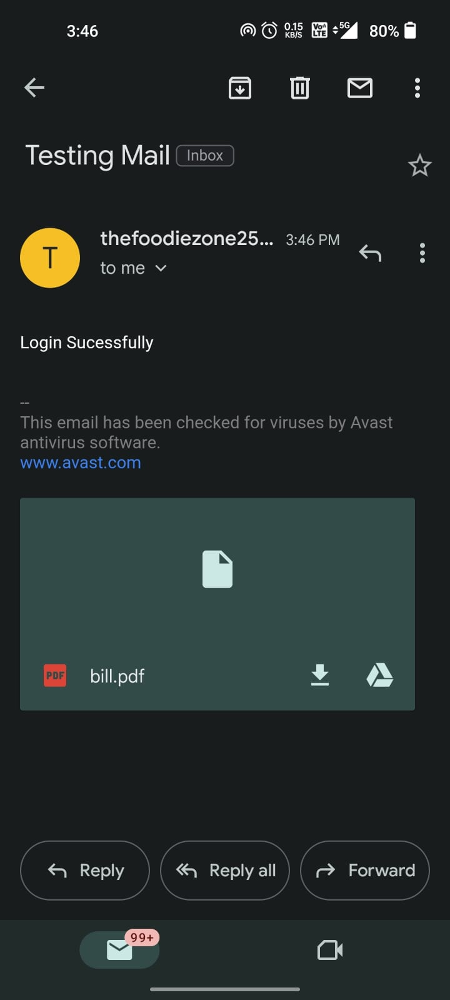 3:46
0.15
KB/S
Vo))
LTE
5G
80%
Testing Mail
Inbox
T
thefoodiezone25...
3:46 PM
to me
Login Sucessfully
--
This email has been checked for viruses by Avast
antivirus software.
www.avast.com
PDF
bill.pdf
Reply
Reply all
Forward
99+